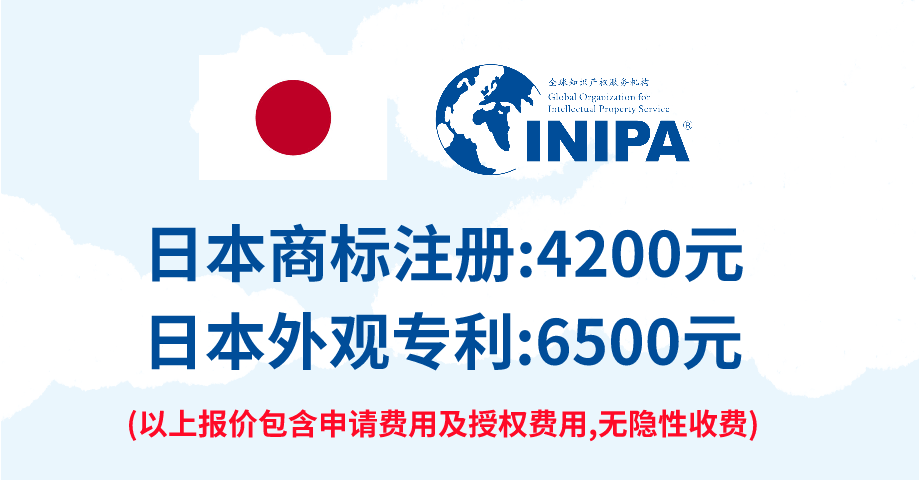 全球知识产权服务机构
Global Organization for
Intellectual Property Service
INIPA®
日本商标注册:4200元
日本外观专利:6500元
(以上报价包含申请费用及授权费用,无隐性收费)